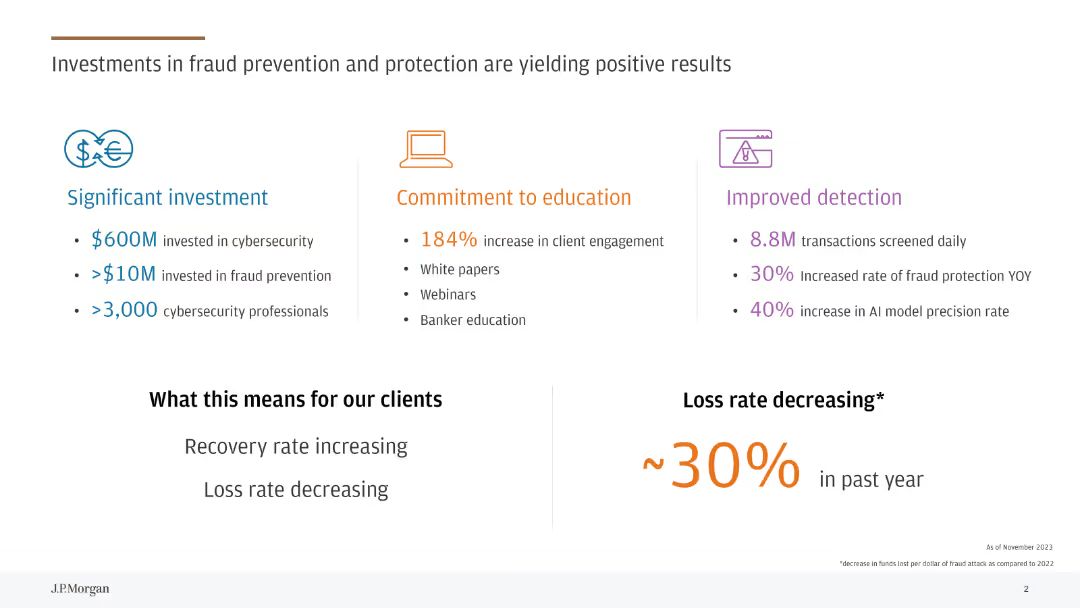 Investments in fraud prevention and protection are yielding positive results
$ €
Significant investment
• $600M invested in cybersecurity
• >$10M invested in fraud prevention
• >3,000 cybersecurity professionals
Commitment to education
• 184% increase in client engagement
• White papers
• Webinars
• Banker education
!
Improved detection
• 8.8M transactions screened daily
• 30% Increased rate of fraud protection YOY
• 40% increase in AI model precision rate
What this means for our clients
Recovery rate increasing
Loss rate decreasing
Loss rate decreasing*
~30% in past year
As of November 2023
*decrease in funds lost per dollar of fraud attack as compared to 2022
J.P.Morgan
2